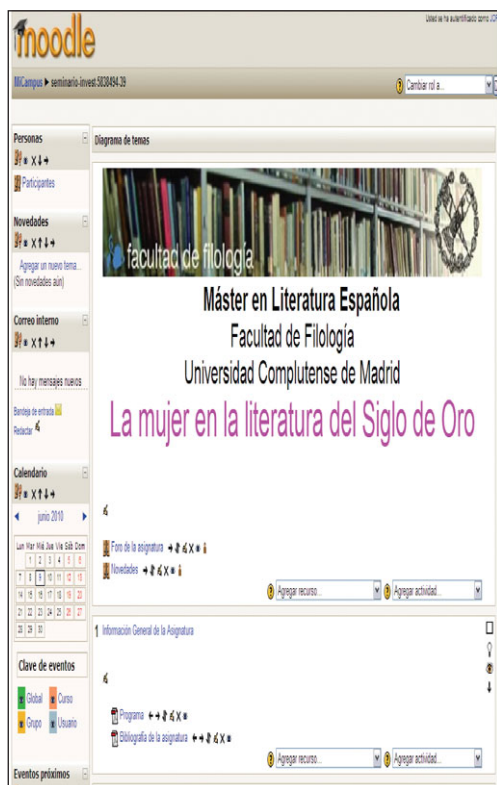 moodle
Usted se ha autentificado como
MiCampus ► seminario-invest:5838494.39
Cambiar rol a...
Personas
Participantes
Novedades
Agregar un nuevo tema...
(Sin novedades aún)
Correo interno
No hay mensajes nuevos
Bandeja de entrada
Redactar
Calendario
junio 2010
Lun Mar Mié Jue Vie Sáb Dom
1 2 3 4 5 6
7 8 9 10 11 12 13
14 15 16 17 18 19 20
21 22 23 24 25 26 27
28 29 30
Clave de eventos
Global Curso
Grupo Usuario
Eventos próximos
Diagrama de temas
facultad de filología
Máster en Literatura Española
Facultad de Filología
Universidad Complutense de Madrid
La mujer en la literatura del Siglo de Oro
Foro de la asignatura
Novedades
Agregar recurso... Agregar actividad...
1 Información General de la Asignatura
Programa
Bibliografía de la asignatura
Agregar recurso... Agregar actividad...